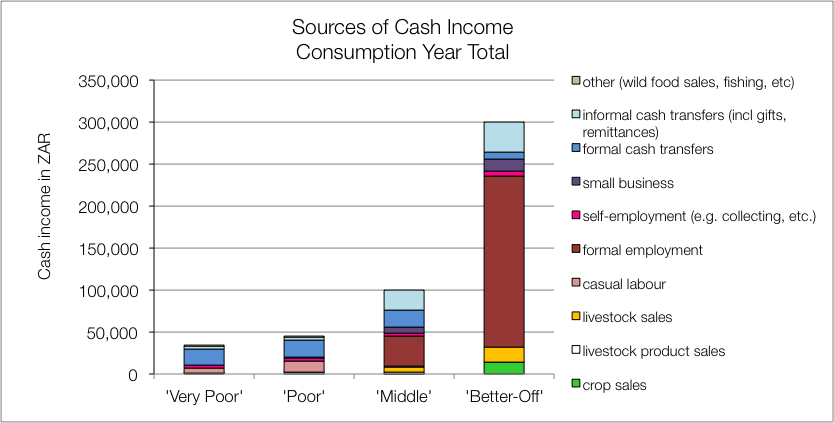 Sources of Cash Income
Consumption Year Total
Cash income in ZAR
350,000
300,000
250,000
200,000
150,000
100,000
50,000
0
'Very Poor'
'Poor'
'Middle'
'Better-Off'
other (wild food sales, fishing, etc)
informal cash transfers (incl gifts,
remittances)
formal cash transfers
small business
self-employment (e.g. collecting, etc.)
formal employment
casual labour
livestock sales
livestock product sales
crop sales